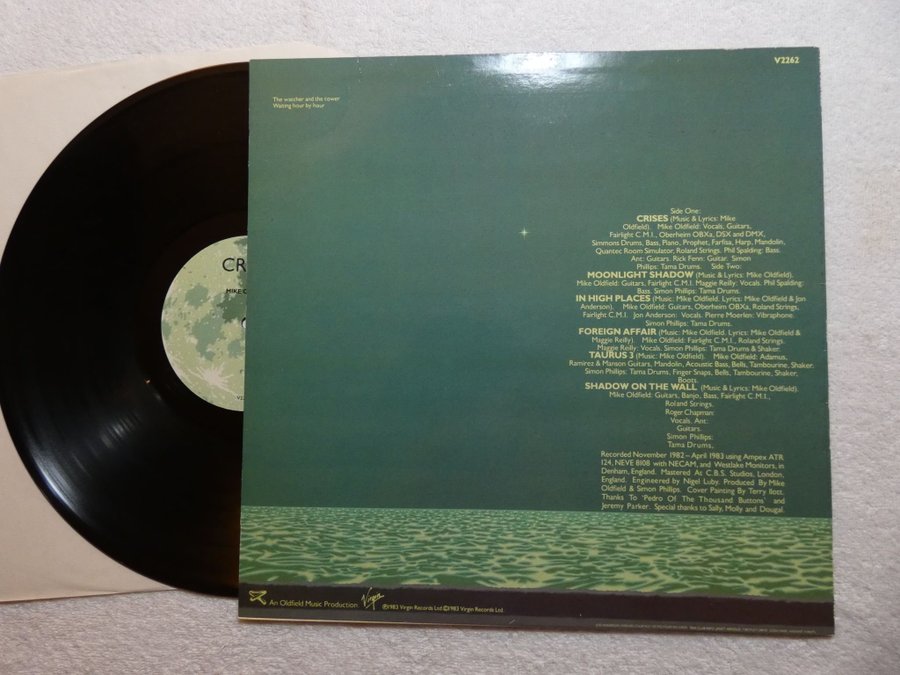 V2262
The watcher and the tower
Waiting hour by hour
CR
MIKE
Side One:
CRISES (Music & Lyrics: Mike
Oldfield). Mike Oldfield: Vocals, Guitars,
Fairlight C.M.I., Oberheim OBXa, DSX and DMX,
Simmons Drums, Bass, Piano, Prophet, Farfisa, Harp, Mandolin,
Quantec Room Simulator, Roland Strings. Phil Spalding: Bass.
Ant: Guitars. Rick Fenn: Guitar. Simon
Phillips: Tama Drums. Side Two:
MOONLIGHT SHADOW (Music & Lyrics: Mike Oldfield).
Mike Oldfield: Guitars, Fairlight C.M.I. Maggie Reilly: Vocals. Phil Spalding:
Bass. Simon Phillips: Tama Drums.
IN HIGH PLACES (Music: Mike Oldfield. Lyrics: Mike Oldfield & Jon
Anderson). Mike Oldfield: Guitars, Oberheim OBXa, Roland Strings,
Fairlight C.M.I. Jon Anderson: Vocals. Pierre Moerlen: Vibraphone.
Simon Phillips: Tama Drums.
FOREIGN AFFAIR (Music: Mike Oldfield. Lyrics: Mike Oldfield &
Maggie Reilly). Mike Oldfield: Fairlight C.M.I., Roland Strings.
Maggie Reilly: Vocals. Simon Phillips: Tama Drums & Shaker.
TAURUS 3 (Music: Mike Oldfield). Mike Oldfield: Adamus,
Ramirez & Manson Guitars, Mandolin, Acoustic Bass, Bells, Tambourine, Shaker.
Simon Phillips: Tama Drums, Finger Snaps, Bells, Tambourine, Shaker,
Boots.
SHADOW ON THE WALL (Music & Lyrics: Mike Oldfield).
Mike Oldfield: Guitars, Banjo, Bass, Fairlight C.M.I.,
Roland Strings.
Roger Chapman:
Vocals. Ant:
Guitars.
Simon Phillips:
Tama Drums.
Recorded November 1982 – April 1983 using Ampex ATR
124, NEVE 8108 with NECAM, and Westlake Monitors, in
Denham, England. Mastered At C.B.S. Studios, London,
England. Engineered by Nigel Luby. Produced By Mike
Oldfield & Simon Phillips. Cover Painting By Terry Ilott.
Thanks To 'Pedro Of The Thousand Buttons' and
Jeremy Parker. Special thanks to Sally, Molly and Dougal.
An Oldfield Music Production
Virgin
℗1983 Virgin Records Ltd. ©1983 Virgin Records Ltd.